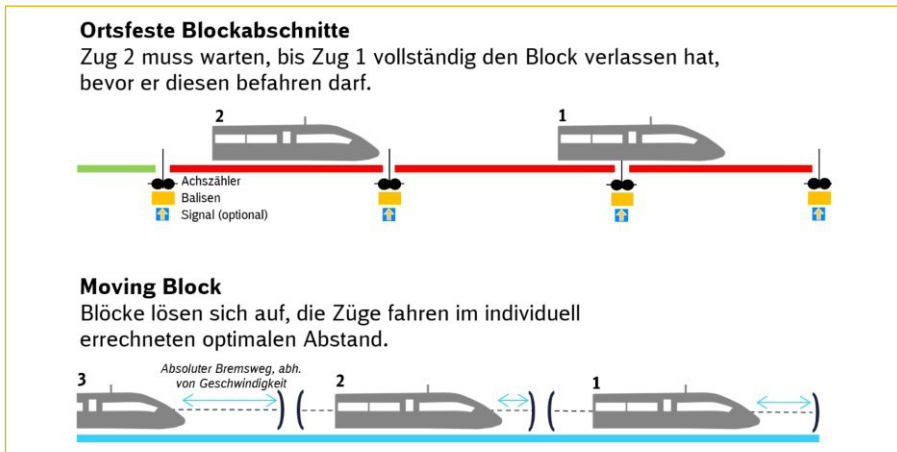 Ortsfeste Blockabschnitte
Zug 2 muss warten, bis Zug 1 vollständig den Block verlassen hat,
bevor er diesen befahren darf.
2
1
Achszähler
Balisen
Signal (optional)
Moving Block
Blöcke lösen sich auf, die Züge fahren im individuell
errechneten optimalen Abstand.
Absoluter Bremsweg, abh.
von Geschwindigkeit
3
2
1